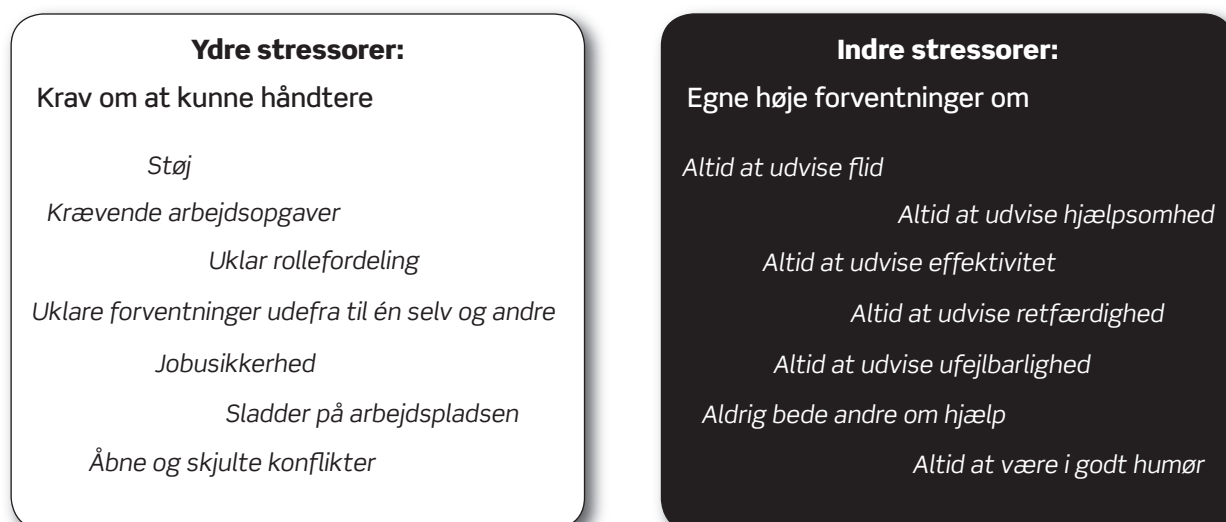 Ydre stressorer:
Krav om at kunne håndtere
Støj
Krævende arbejdsopgaver
Uklar rollefordeling
Uklare forventninger udefra til én selv og andre
Jobusikkerhed
Sladder på arbejdspladsen
Åbne og skjulte konflikter
Indre stressorer:
Egne høje forventninger om
Altid at udvise flid
Altid at udvise hjælpsomhed
Altid at udvise effektivitet
Altid at udvise retfærdighed
Altid at udvise ufejlbarlighed
Aldrig bede andre om hjælp
Altid at være i godt humør